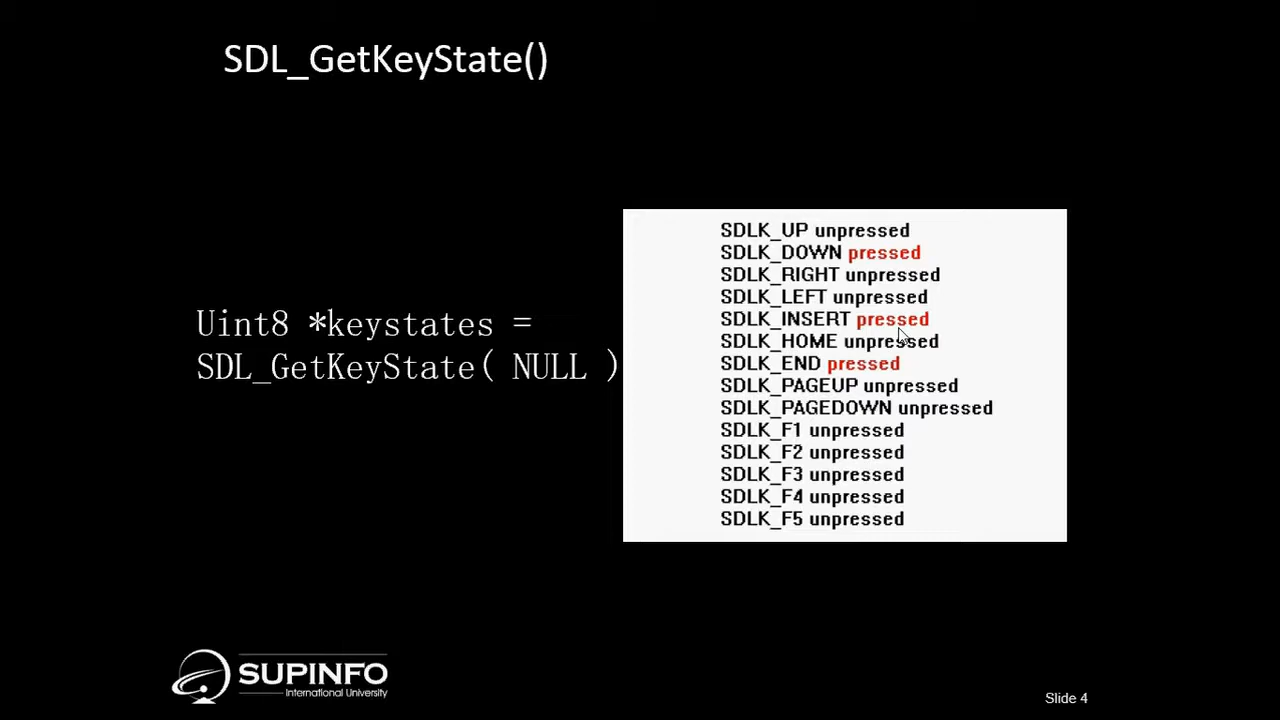 SDL_GetKeyState()
Uint8 *keystates =
SDL_GetKeyState( NULL )
SDLK_UP unpressed
SDLK_DOWN pressed
SDLK_RIGHT unpressed
SDLK_LEFT unpressed
SDLK_INSERT pressed
SDLK_HOME unpressed
SDLK_END pressed
SDLK_PAGEUP unpressed
SDLK_PAGEDOWN unpressed
SDLK_F1 unpressed
SDLK_F2 unpressed
SDLK_F3 unpressed
SDLK_F4 unpressed
SDLK_F5 unpressed
SUPINFO
International University
Slide 4